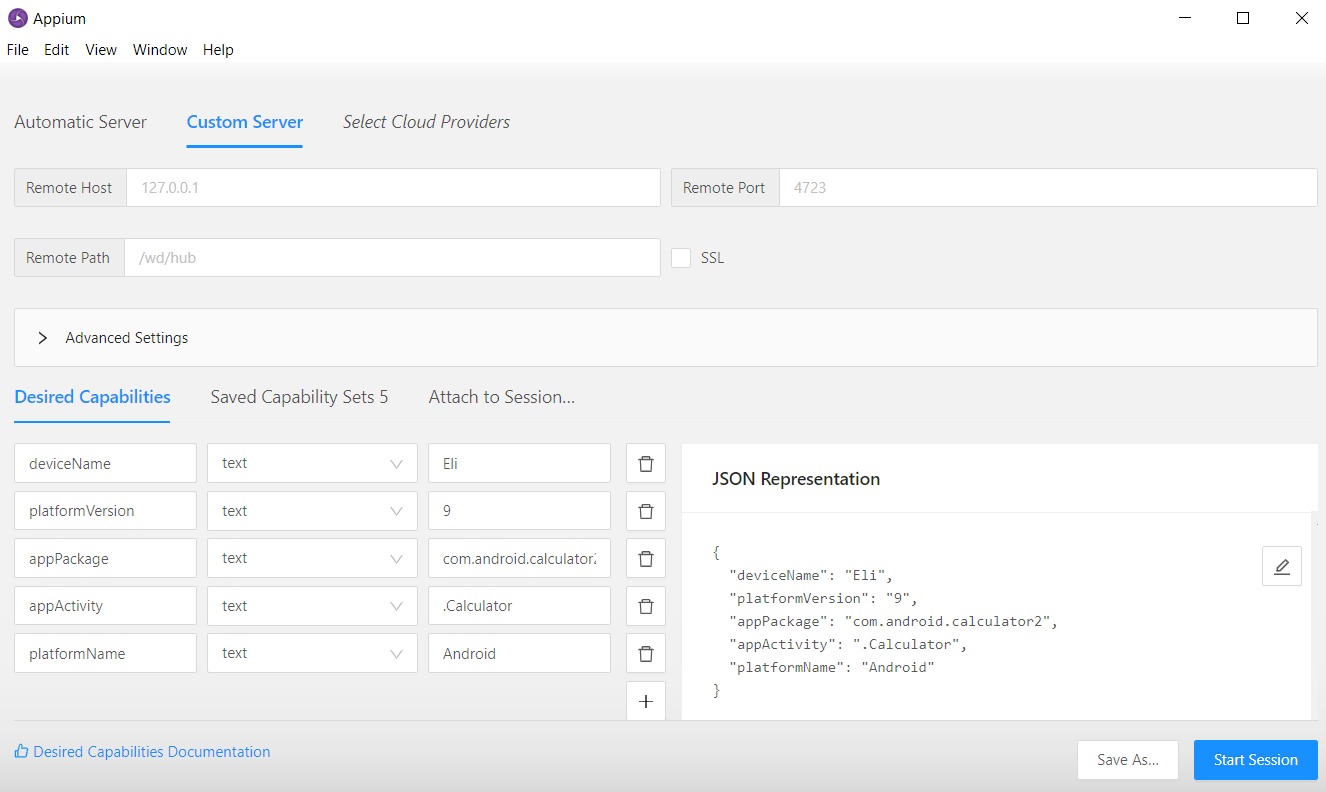 Appium
File Edit View Window Help
Automatic Server Custom Server Select Cloud Providers
Remote Host 127.0.0.1 Remote Port 4723
Remote Path /wd/hub SSL
Advanced Settings
Desired Capabilities Saved Capability Sets 5 Attach to Session...
deviceName text Eli
platformVersion text 9
appPackage text com.android.calculator2
appActivity text .Calculator
platformName text Android
JSON Representation
{
"deviceName": "Eli",
"platformVersion": "9",
"appPackage": "com.android.calculator2",
"appActivity": ".Calculator",
"platformName": "Android"
}
Desired Capabilities Documentation
Save As... Start Session